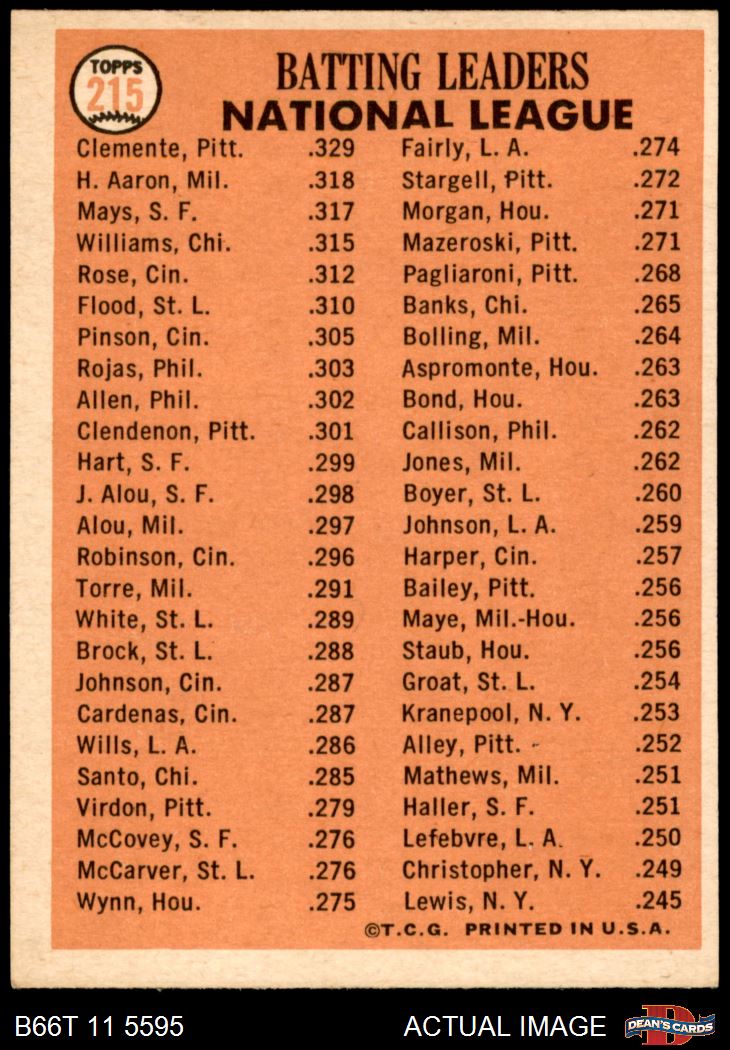 TOPPS
215
BATTING LEADERS
NATIONAL LEAGUE
Clemente, Pitt. .329
H. Aaron, Mil. .318
Mays, S. F. .317
Williams, Chi. .315
Rose, Cin. .312
Flood, St. L. .310
Pinson, Cin. .305
Rojas, Phil. .303
Allen, Phil. .302
Clendenon, Pitt. .301
Hart, S. F. .299
J. Alou, S. F. .298
Alou, Mil. .297
Robinson, Cin. .296
Torre, Mil. .291
White, St. L. .289
Brock, St. L. .288
Johnson, Cin. .287
Cardenas, Cin. .287
Wills, L. A. .286
Santo, Chi. .285
Virdon, Pitt. .279
McCovey, S. F. .276
McCarver, St. L. .276
Wynn, Hou. .275
Fairly, L. A. .274
Stargell, Pitt. .272
Morgan, Hou. .271
Mazeroski, Pitt. .271
Pagliaroni, Pitt. .268
Banks, Chi. .265
Bolling, Mil. .264
Aspromonte, Hou. .263
Bond, Hou. .263
Callison, Phil. .262
Jones, Mil. .262
Boyer, St. L. .260
Johnson, L. A. .259
Harper, Cin. .257
Bailey, Pitt. .256
Maye, Mil.-Hou. .256
Staub, Hou. .256
Groat, St. L. .254
Kranepool, N. Y. .253
Alley, Pitt. .252
Mathews, Mil. .251
Haller, S. F. .251
Lefebvre, L. A. .250
Christopher, N. Y. .249
Lewis, N. Y. .245
©T.C.G. PRINTED IN U.S.A.
B66T 11 5595
ACTUAL IMAGE
D
DEAN'S CARDS